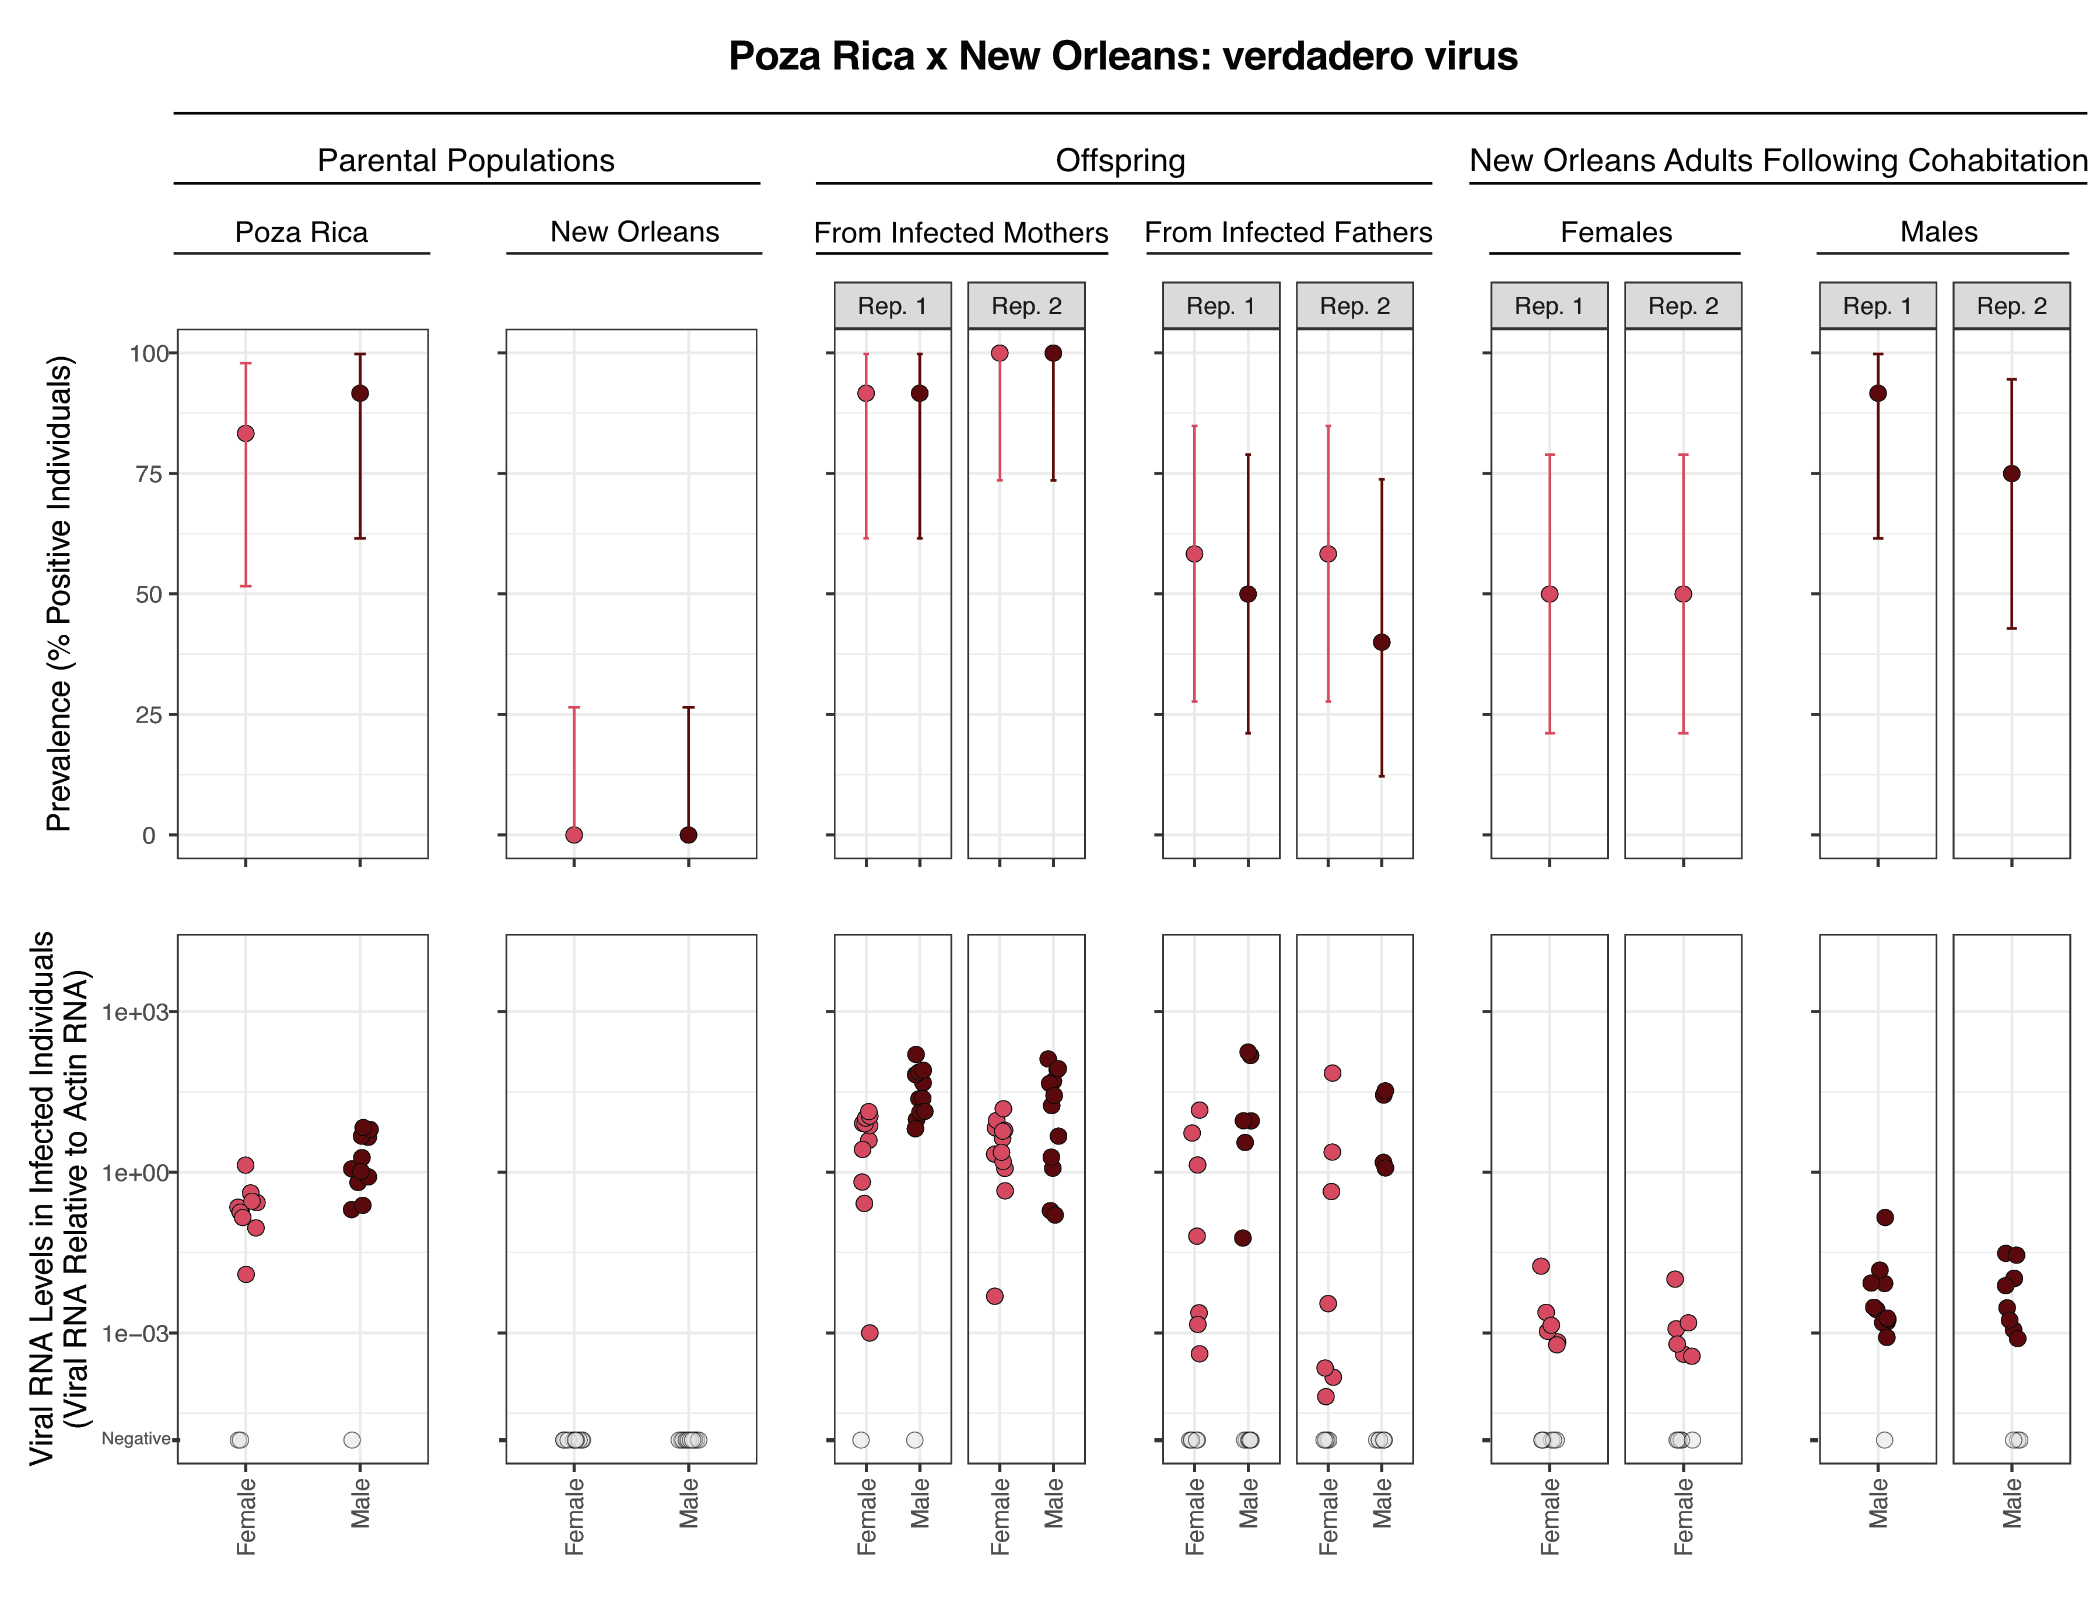 Poza Rica x New Orleans: verdadero virus
Parental Populations
Offspring
New Orleans Adults Following Cohabitation
Poza Rica
New Orleans
From Infected Mothers
From Infected Fathers
Females
Males
Rep. 1
Rep. 2
Rep. 1
Rep. 2
Rep. 1
Rep. 2
Rep. 1
Rep. 2
Prevalence (% Positive Individuals)
100
75
50
25
0
Viral RNA Levels in Infected Individuals
(Viral RNA Relative to Actin RNA)
1e+03
1e+00
1e−03
Negative
Female
Male
Female
Male
Female
Male
Female
Male
Female
Male
Female
Male
Female
Female
Male
Male